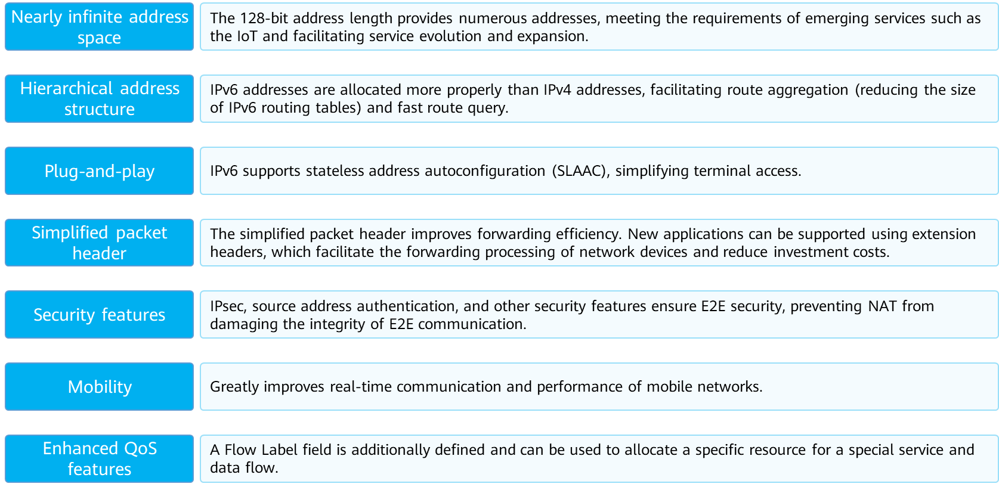 Nearly infinite address
space
The 128-bit address length provides numerous addresses, meeting the requirements of emerging services such as
the IoT and facilitating service evolution and expansion.
Hierarchical address
structure
IPv6 addresses are allocated more properly than IPv4 addresses, facilitating route aggregation (reducing the size
of IPv6 routing tables) and fast route query.
Plug-and-play
IPv6 supports stateless address autoconfiguration (SLAAC), simplifying terminal access.
Simplified packet
header
The simplified packet header improves forwarding efficiency. New applications can be supported using extension
headers, which facilitate the forwarding processing of network devices and reduce investment costs.
Security features
IPsec, source address authentication, and other security features ensure E2E security, preventing NAT from
damaging the integrity of E2E communication.
Mobility
Greatly improves real-time communication and performance of mobile networks.
Enhanced QoS
features
A Flow Label field is additionally defined and can be used to allocate a specific resource for a special service and
data flow.